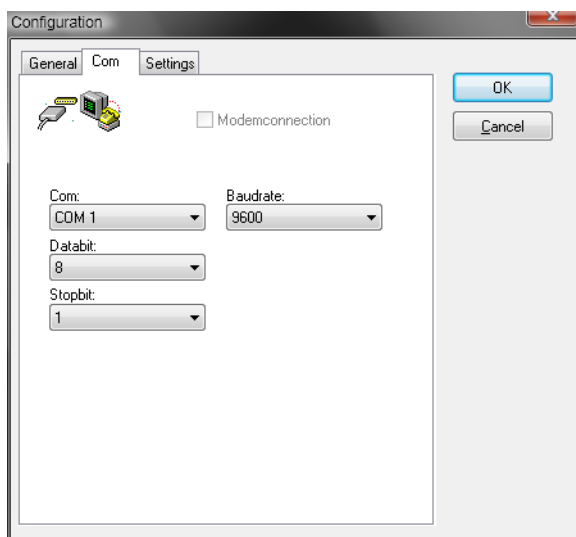 Configuration
General Com Settings
OK
Modemconnection
Cancel
Com: Baudrate:
COM 1 9600
Databit:
8
Stopbit:
1